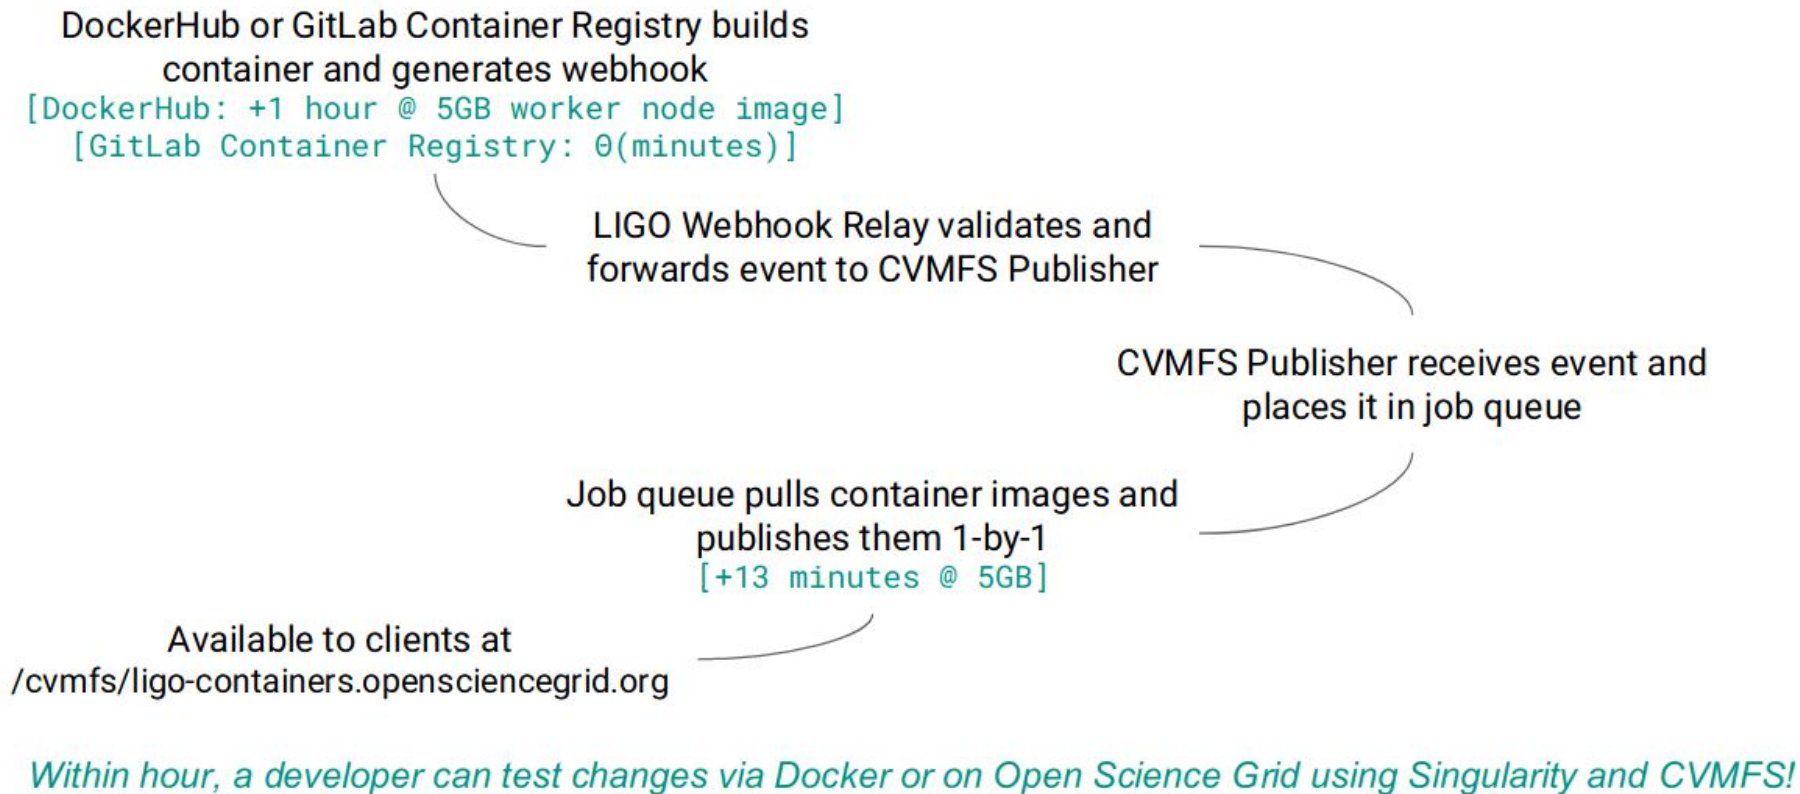 DockerHub or GitLab Container Registry builds
container and generates webhook
[DockerHub: +1 hour @ 5GB worker node image]
[GitLab Container Registry: Θ(minutes)]
LIGO Webhook Relay validates and
forwards event to CVMFS Publisher
CVMFS Publisher receives event and
places it in job queue
Job queue pulls container images and
publishes them 1-by-1
[+13 minutes @ 5GB]
Available to clients at
/cvmfs/ligo-containers.opensciencegrid.org
Within hour, a developer can test changes via Docker or on Open Science Grid using Singularity and CVMFS!